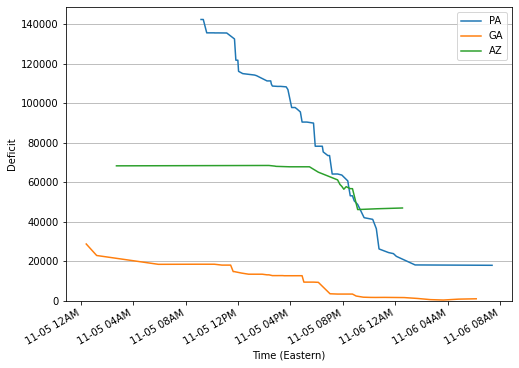 PA
GA
AZ
140000
120000
100000
80000
60000
40000
20000
0
Deficit
11-05 12AM
11-05 04AM
11-05 08AM
11-05 12PM
11-05 04PM
11-05 08PM
11-06 12AM
11-06 04AM
11-06 08AM
Time (Eastern)